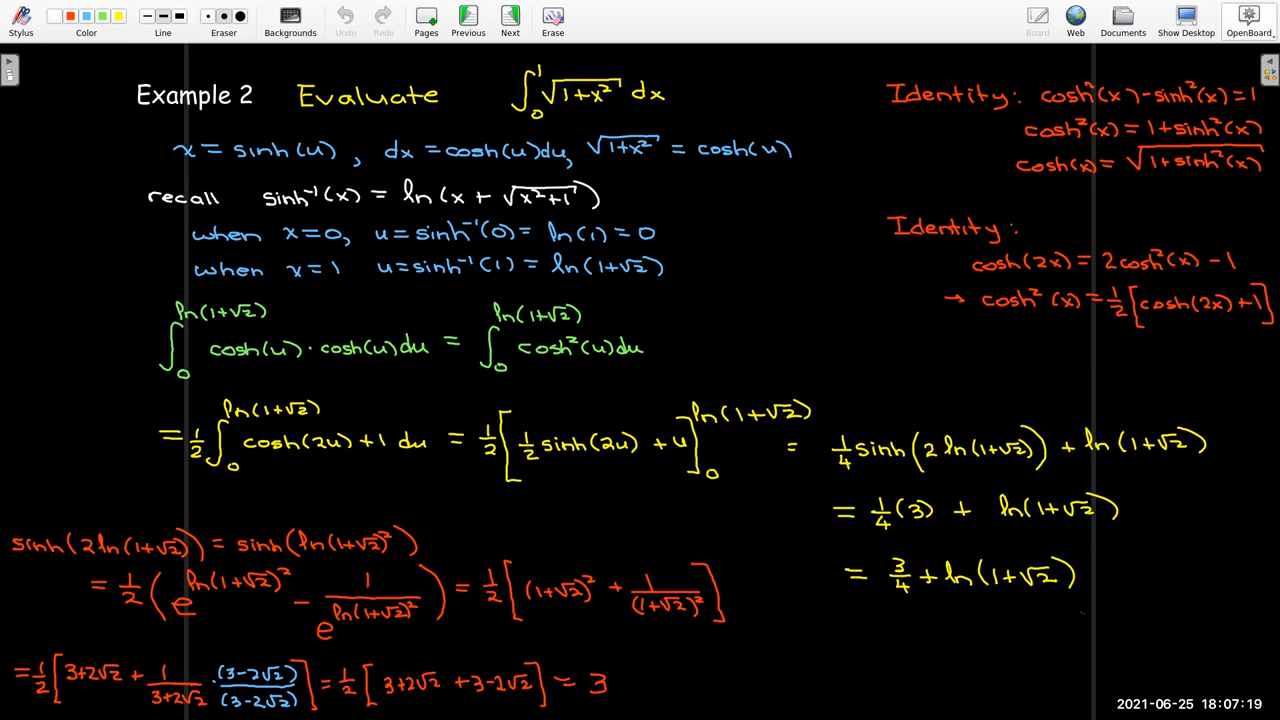 Stylus Color Line Eraser Backgrounds Undo Redo Pages Previous Next Erase Board Web Documents Show Desktop OpenBoard
Example 2 Evaluate ∫₀¹ √(1+x²) dx
x = sinh(u), dx = cosh(u)du, √(1+x²) = cosh(u)
recall sinh⁻¹(x) = ln(x + √(x²+1))
when x=0, u = sinh⁻¹(0) = ln(1) = 0
when x=1 u = sinh⁻¹(1) = ln(1+√2)
∫₀^{ln(1+√2)} cosh(u)·cosh(u)du = ∫₀^{ln(1+√2)} cosh²(u)du
= 1/2 ∫₀^{ln(1+√2)} cosh(2u)+1 du = 1/2 [1/2 sinh(2u) + u]₀^{ln(1+√2)} = 1/4 sinh(2 ln(1+√2)) + ln(1+√2)
= 1/4 (3) + ln(1+√2)
= 3/4 + ln(1+√2)
Identity: cosh²(x) - sinh²(x) = 1
cosh²(x) = 1+sinh²(x)
cosh(x) = √(1+sinh²(x))
Identity:
cosh(2x) = 2cosh²(x) - 1
→ cosh²(x) = 1/2 [cosh(2x)+1]
sinh(2ln(1+√2)) = sinh(ln(1+√2)²)
= 1/2 (e^{ln(1+√2)²} - 1/e^{ln(1+√2)²}) = 1/2 [(1+√2)² + 1/(1+√2)²]
= 1/2 [3+2√2 + 1/(3+2√2) · (3-2√2)/(3-2√2)] = 1/2 [3+2√2 + 3-2√2] = 3
2021-06-25 18:07:19